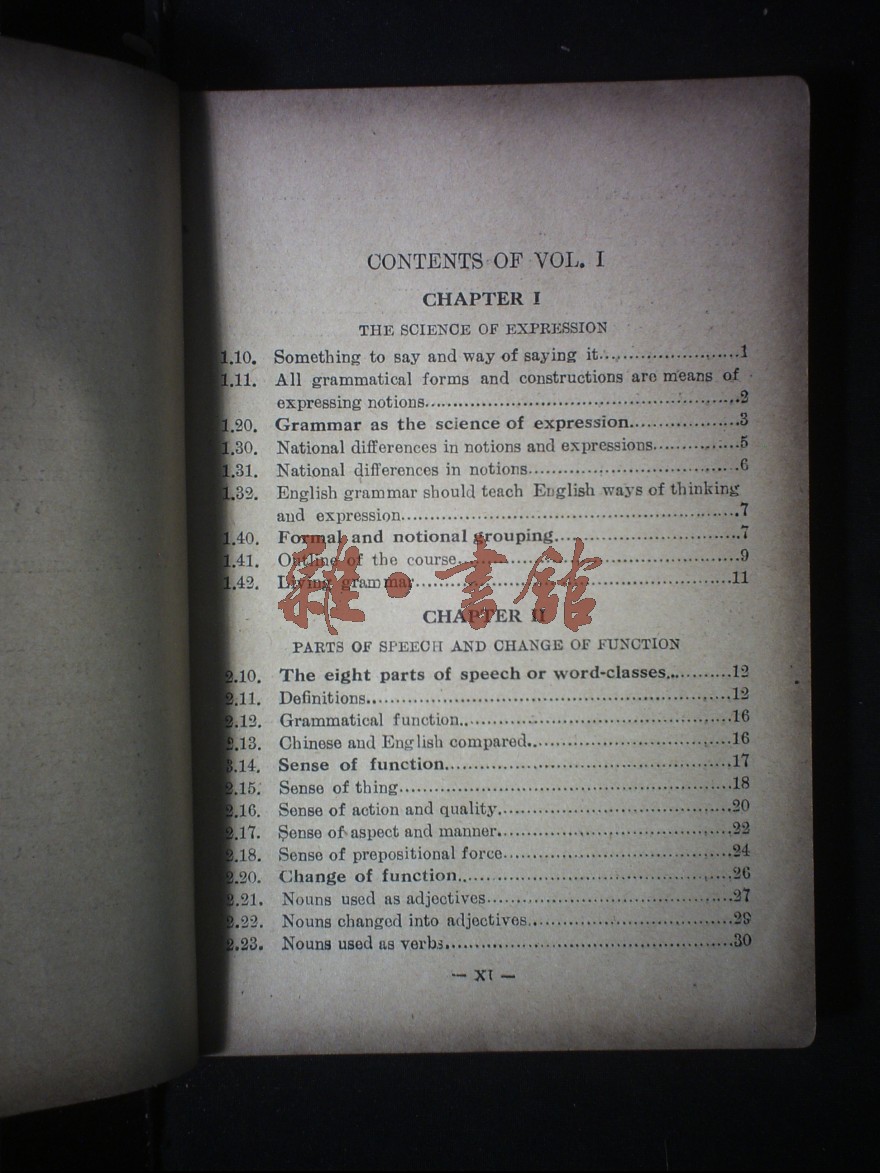 CONTENTS OF VOL. I
CHAPTER I
THE SCIENCE OF EXPRESSION
1.10. Something to say and way of saying it........................1
1.11. All grammatical forms and constructions are means of
expressing notions........................2
1.20. Grammar as the science of expression........................3
1.30. National differences in notions and expressions........................5
1.31. National differences in notions........................6
1.32. English grammar should teach English ways of thinking
and expression........................7
1.40. Formal and notional grouping........................7
1.41. Outline of the course........................9
1.42. Living grammar........................11
雜·書館
CHAPTER II
PARTS OF SPEECH AND CHANGE OF FUNCTION
2.10. The eight parts of speech or word-classes........................12
2.11. Definitions........................12
2.12. Grammatical function........................16
2.13. Chinese and English compared........................16
3.14. Sense of function........................17
2.15. Sense of thing........................18
2.16. Sense of action and quality........................20
2.17. Sense of aspect and manner........................22
2.18. Sense of prepositional force........................24
2.20. Change of function........................26
2.21. Nouns used as adjectives........................27
2.22. Nouns changed into adjectives........................29
2.23. Nouns used as verbs........................30
— XI —